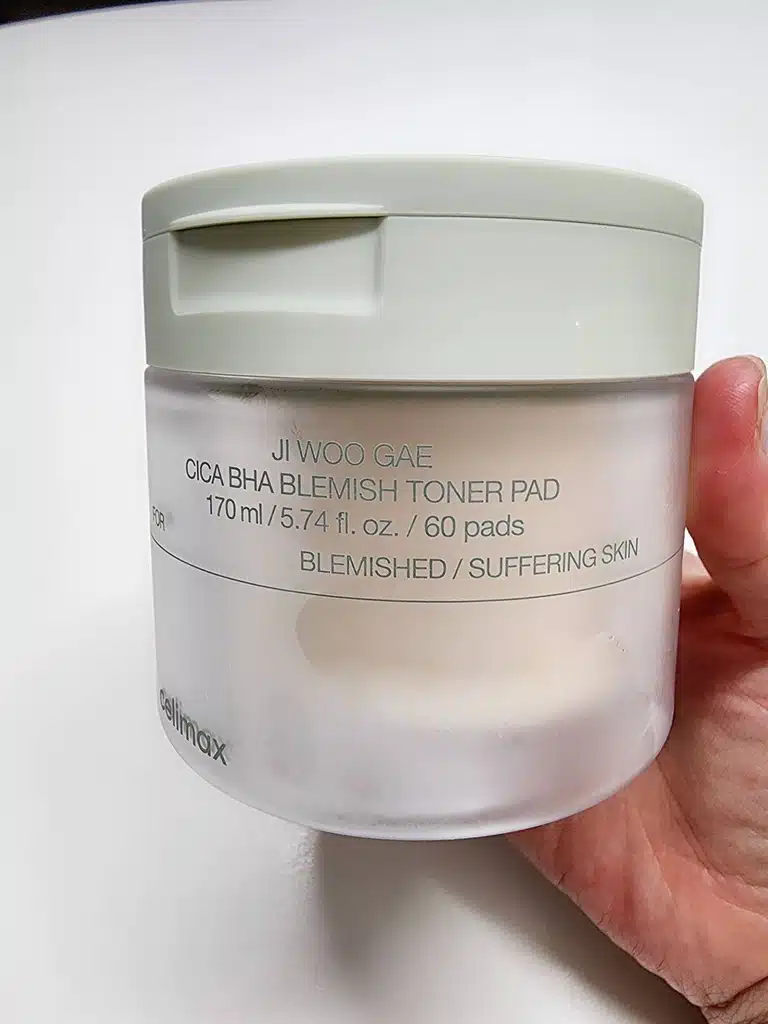 JI WOO GAE
CICA BHA BLEMISH TONER PAD
170 ml / 5.74 fl. oz. / 60 pads
FOR
BLEMISHED / SUFFERING SKIN
celimax